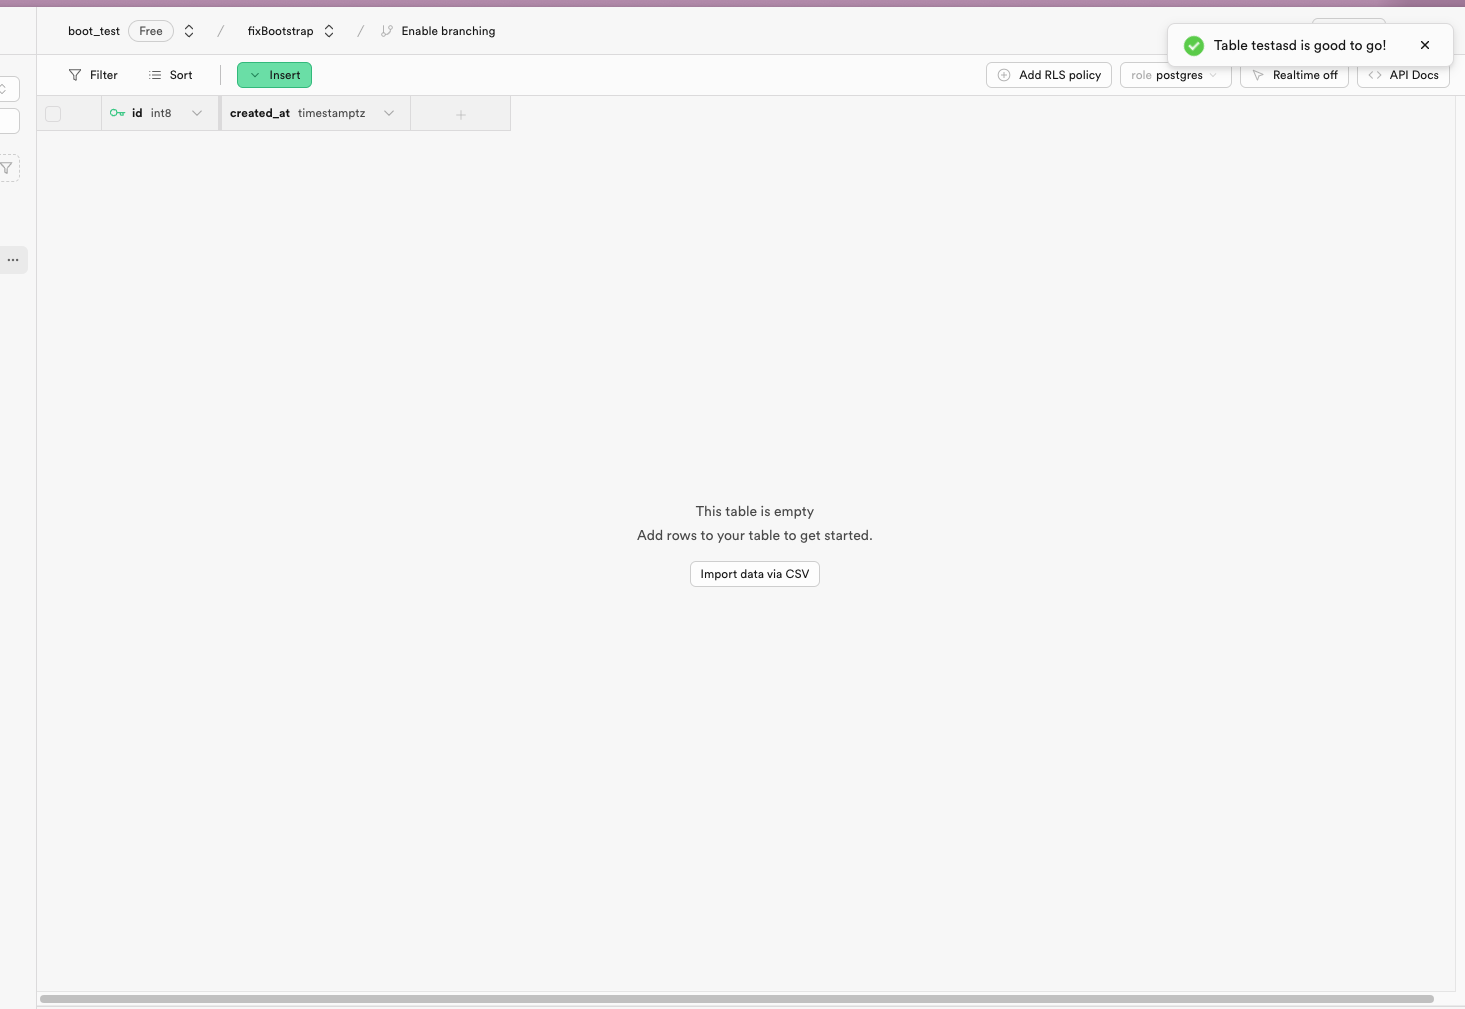 boot_test Free / fixBootstrap / Enable branching
Table testasd is good to go!
Filter Sort Insert Add RLS policy role postgres Realtime off API Docs
id int8 created_at timestamptz
This table is empty
Add rows to your table to get started.
Import data via CSV